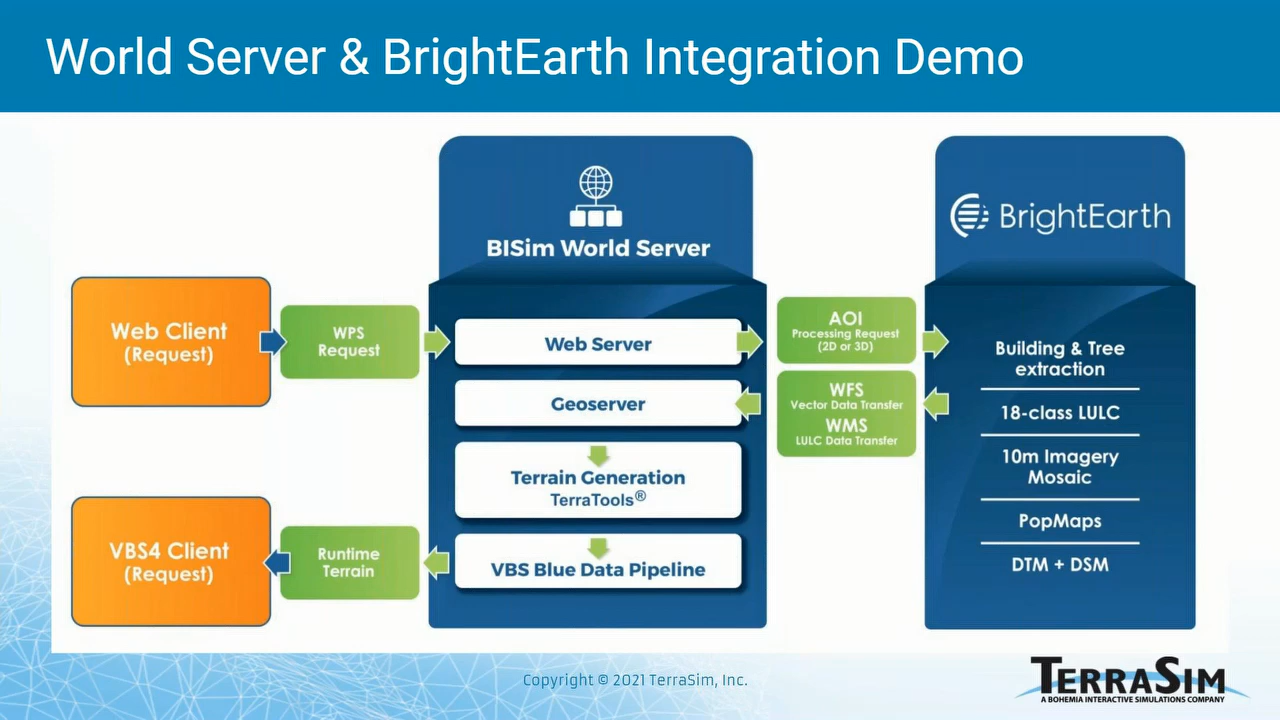 World Server & BrightEarth Integration Demo
BISim World Server
BrightEarth
Web Client
(Request)
WPS
Request
Web Server
AOI
Processing Request
(2D or 3D)
Geoserver
WFS
Vector Data Transfer
WMS
LULC Data Transfer
Terrain Generation
TerraTools®
VBS4 Client
(Request)
Runtime
Terrain
VBS Blue Data Pipeline
Building & Tree
extraction
18-class LULC
10m Imagery
Mosaic
PopMaps
DTM + DSM
Copyright © 2021 TerraSim, Inc.
TERRASIM
A BOHEMIA INTERACTIVE SIMULATIONS COMPANY